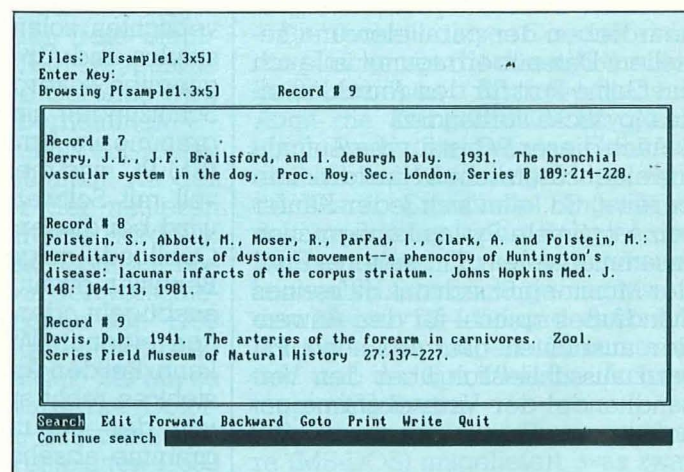 Files: P[sample1.3x5]
Enter Key:
Browsing P[sample1.3x5] Record # 9
Record # 7
Berry, J.L., J.F. Brailsford, and I. deBurgh Daly. 1931. The bronchial
vascular system in the dog. Proc. Roy. Sec. London, Series B 109:214-228.
Record # 8
Folstein, S., Abbott, M., Moser, R., ParFad, I., Clark, A. and Folstein, M.:
Hereditary disorders of dystonic movement--a phenocopy of Huntington's
disease: lacunar infarcts of the corpus striatum. Johns Hopkins Med. J.
148: 104-113, 1981.
Record # 9
Davis, D.D. 1941. The arteries of the forearm in carnivores. Zool.
Series Field Museum of Natural History 27:137-227.
Search Edit Forward Backward Goto Print Write Quit
Continue search